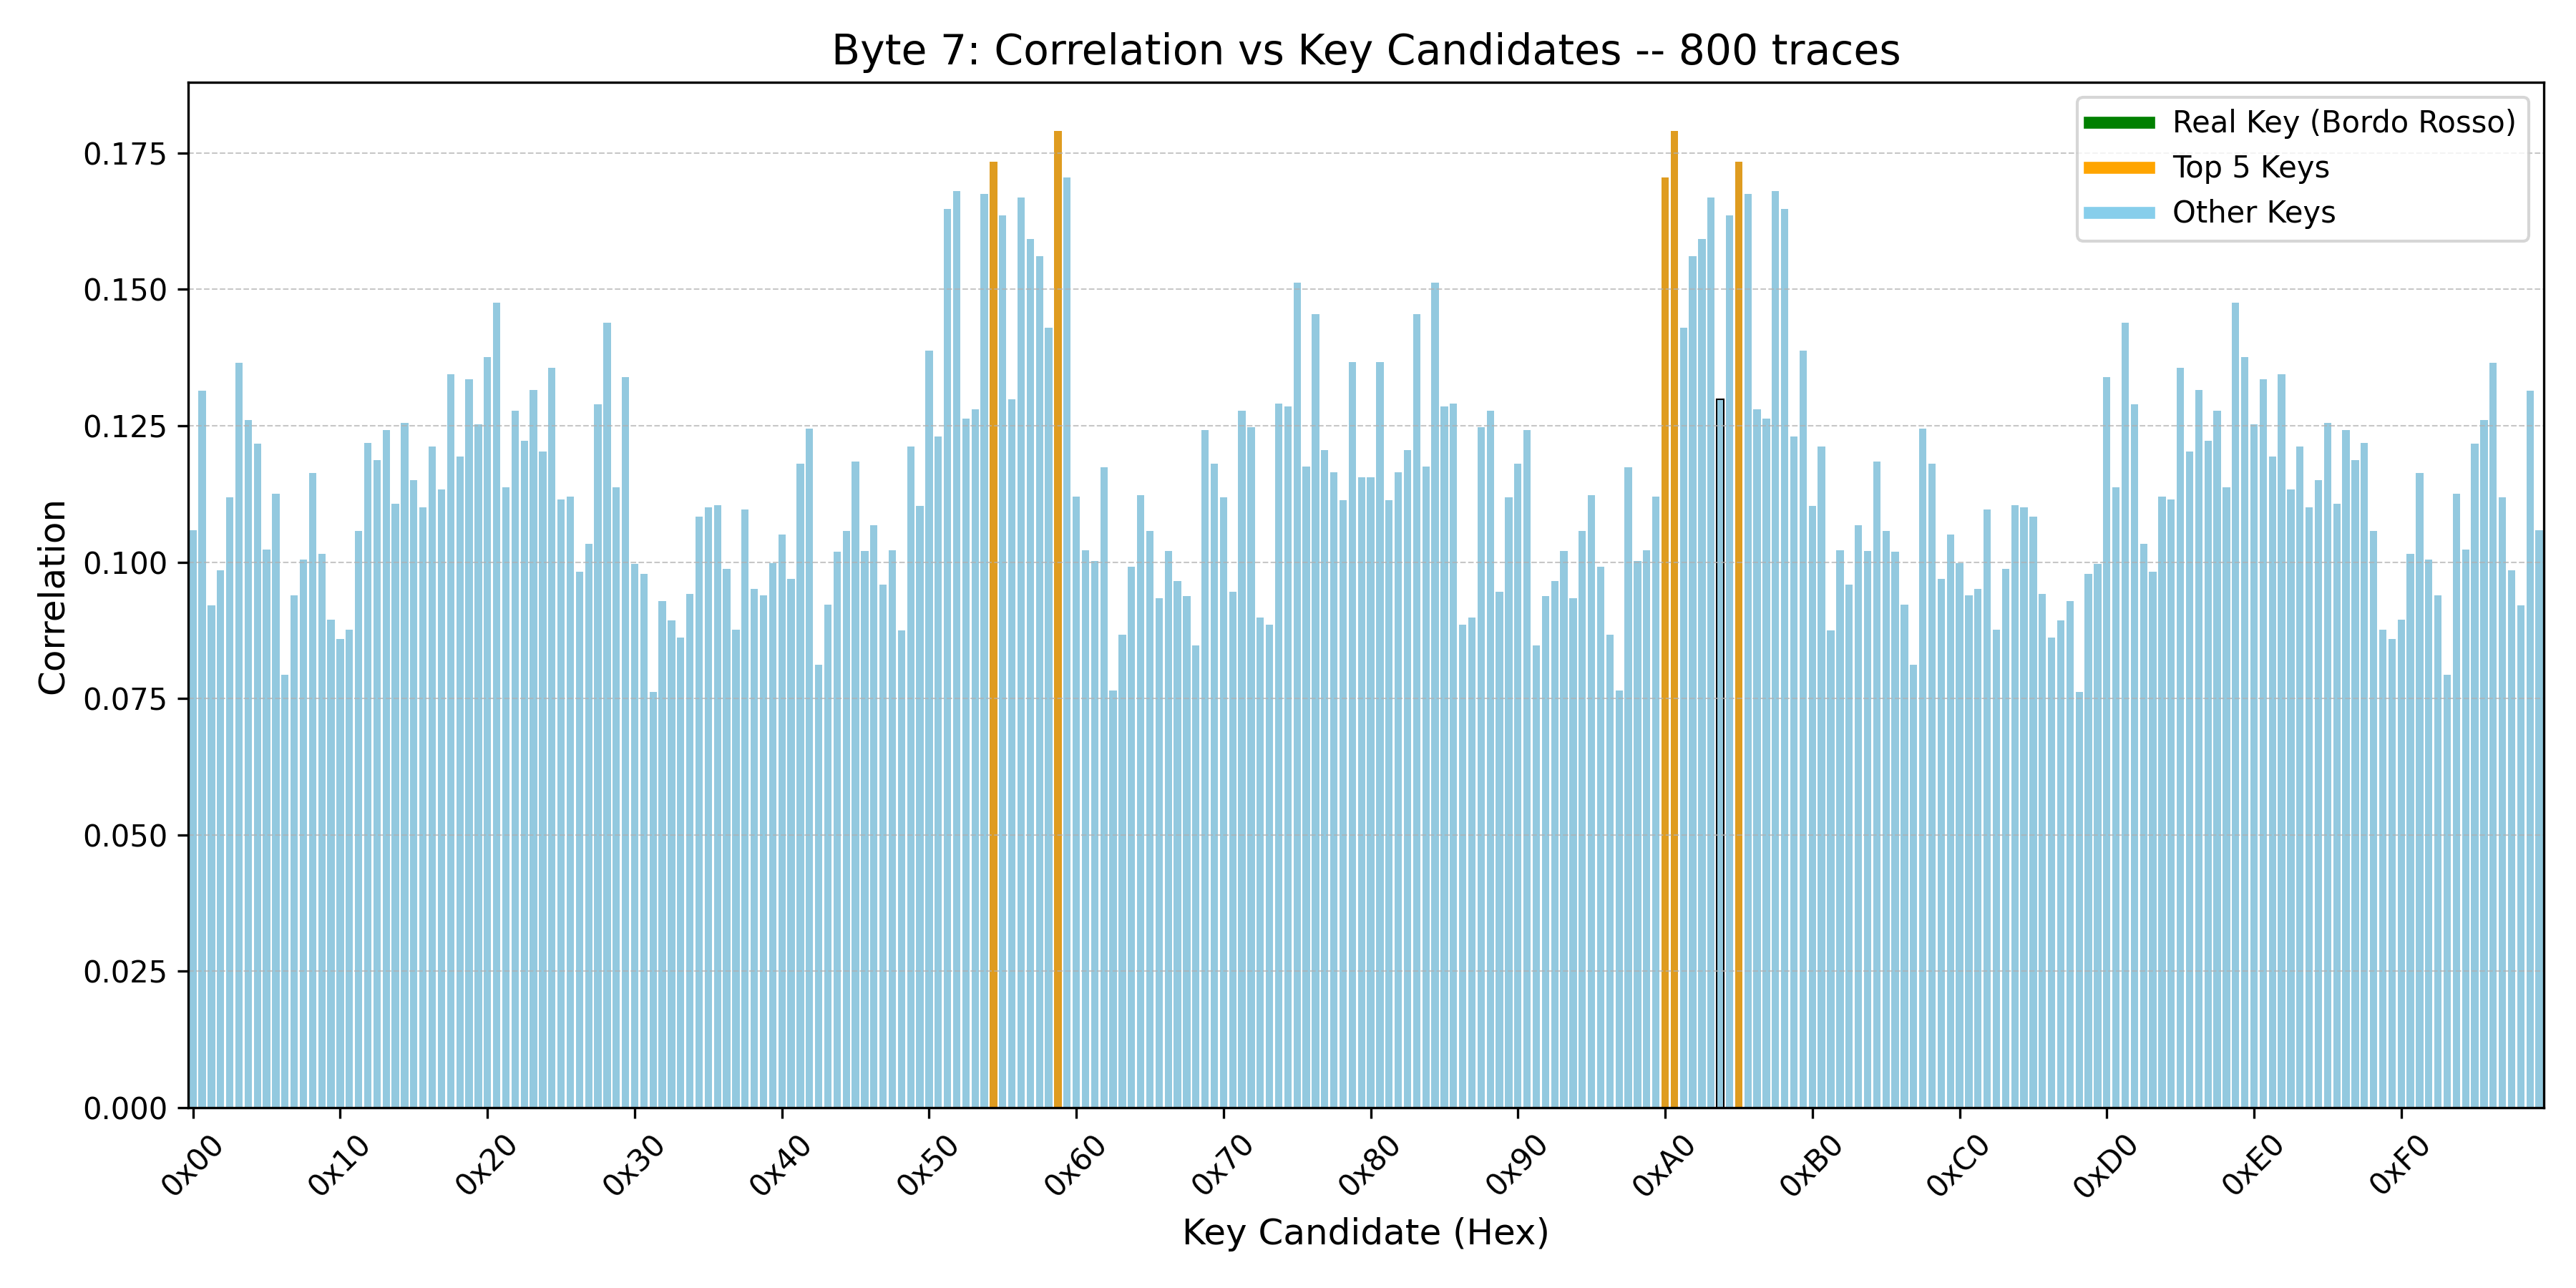 Byte 7: Correlation vs Key Candidates -- 800 traces
Real Key (Bordo Rosso)
Top 5 Keys
Other Keys
0.175
0.150
0.125
0.100
0.075
0.050
0.025
0.000
Correlation
0x00
0x10
0x20
0x30
0x40
0x50
0x60
0x70
0x80
0x90
0xA0
0xB0
0xC0
0xD0
0xE0
0xF0
Key Candidate (Hex)